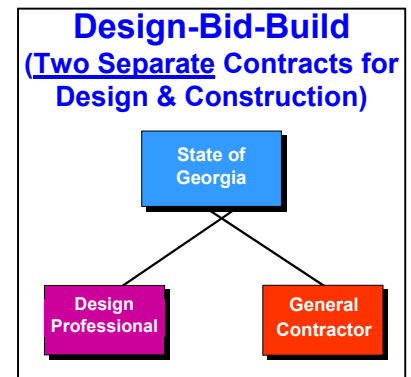 Design-Bid-Build
(Two Separate Contracts for
Design & Construction)
State of
Georgia
Design
Professional
General
Contractor